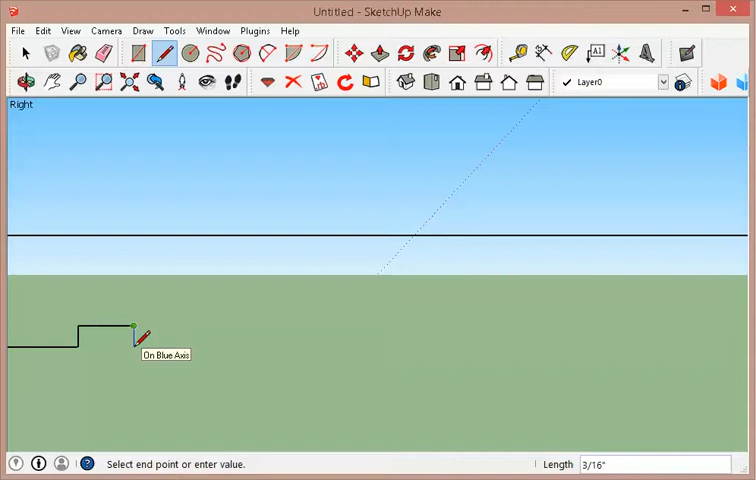 Untitled - SketchUp Make
File Edit View Camera Draw Tools Window Plugins Help
A1
Layer0
Right
On Blue Axis
Select end point or enter value.
Length 3/16"